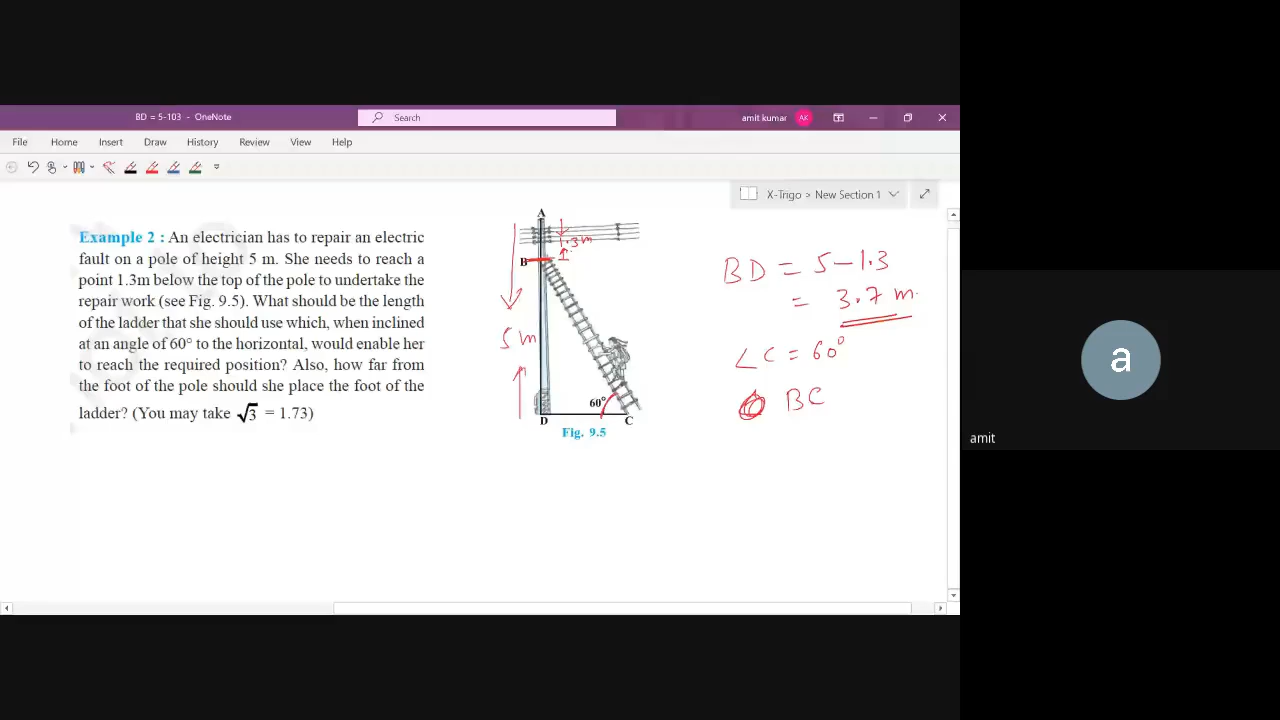 BD = 5-103 - OneNote
Search
amit kumar
AK
File Home Insert Draw History Review View Help
X-Trigo > New Section 1
Example 2 : An electrician has to repair an electric
fault on a pole of height 5 m. She needs to reach a
point 1.3m below the top of the pole to undertake the
repair work (see Fig. 9.5). What should be the length
of the ladder that she should use which, when inclined
at an angle of 60° to the horizontal, would enable her
to reach the required position? Also, how far from
the foot of the pole should she place the foot of the
ladder? (You may take √3 = 1.73)
A
1.3m
B
5 m
60°
D
C
Fig. 9.5
BD = 5-1.3
= 3.7 m.
∠C = 60°
BC
a
amit